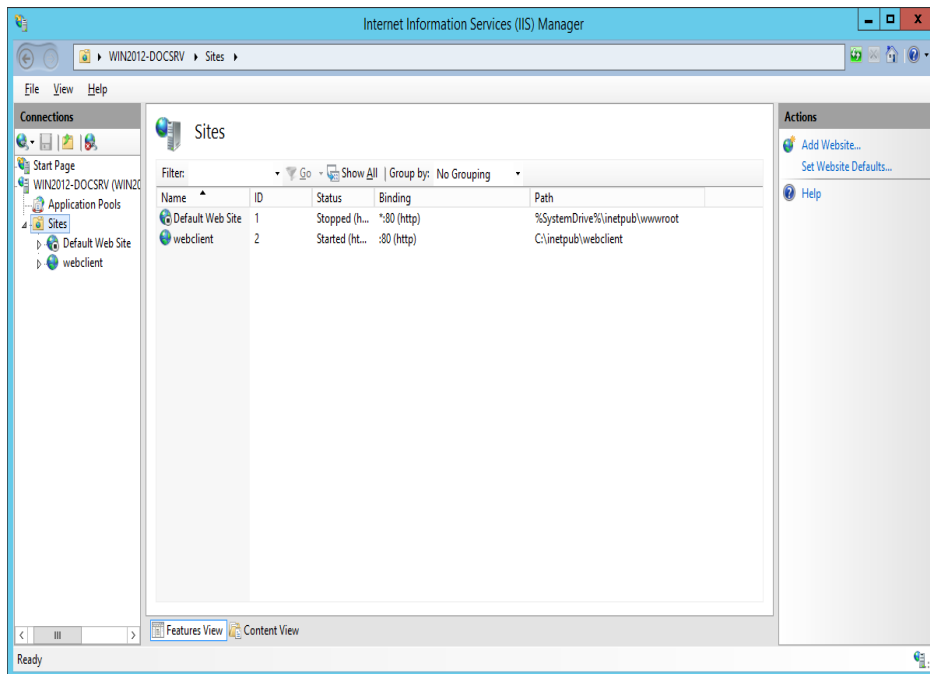 Internet Information Services (IIS) Manager
WIN2012-DOCSRV Sites
File View Help
Connections
Start Page
WIN2012-DOCSRV (WIN20
Application Pools
Sites
Default Web Site
webclient
Sites
Filter: Go Show All Group by: No Grouping
Name ID Status Binding Path
Default Web Site 1 Stopped (h... *:80 (http) %SystemDrive%\inetpub\wwwroot
webclient 2 Started (ht... :80 (http) C:\inetpub\webclient
Features View Content View
Actions
Add Website...
Set Website Defaults...
Help
Ready